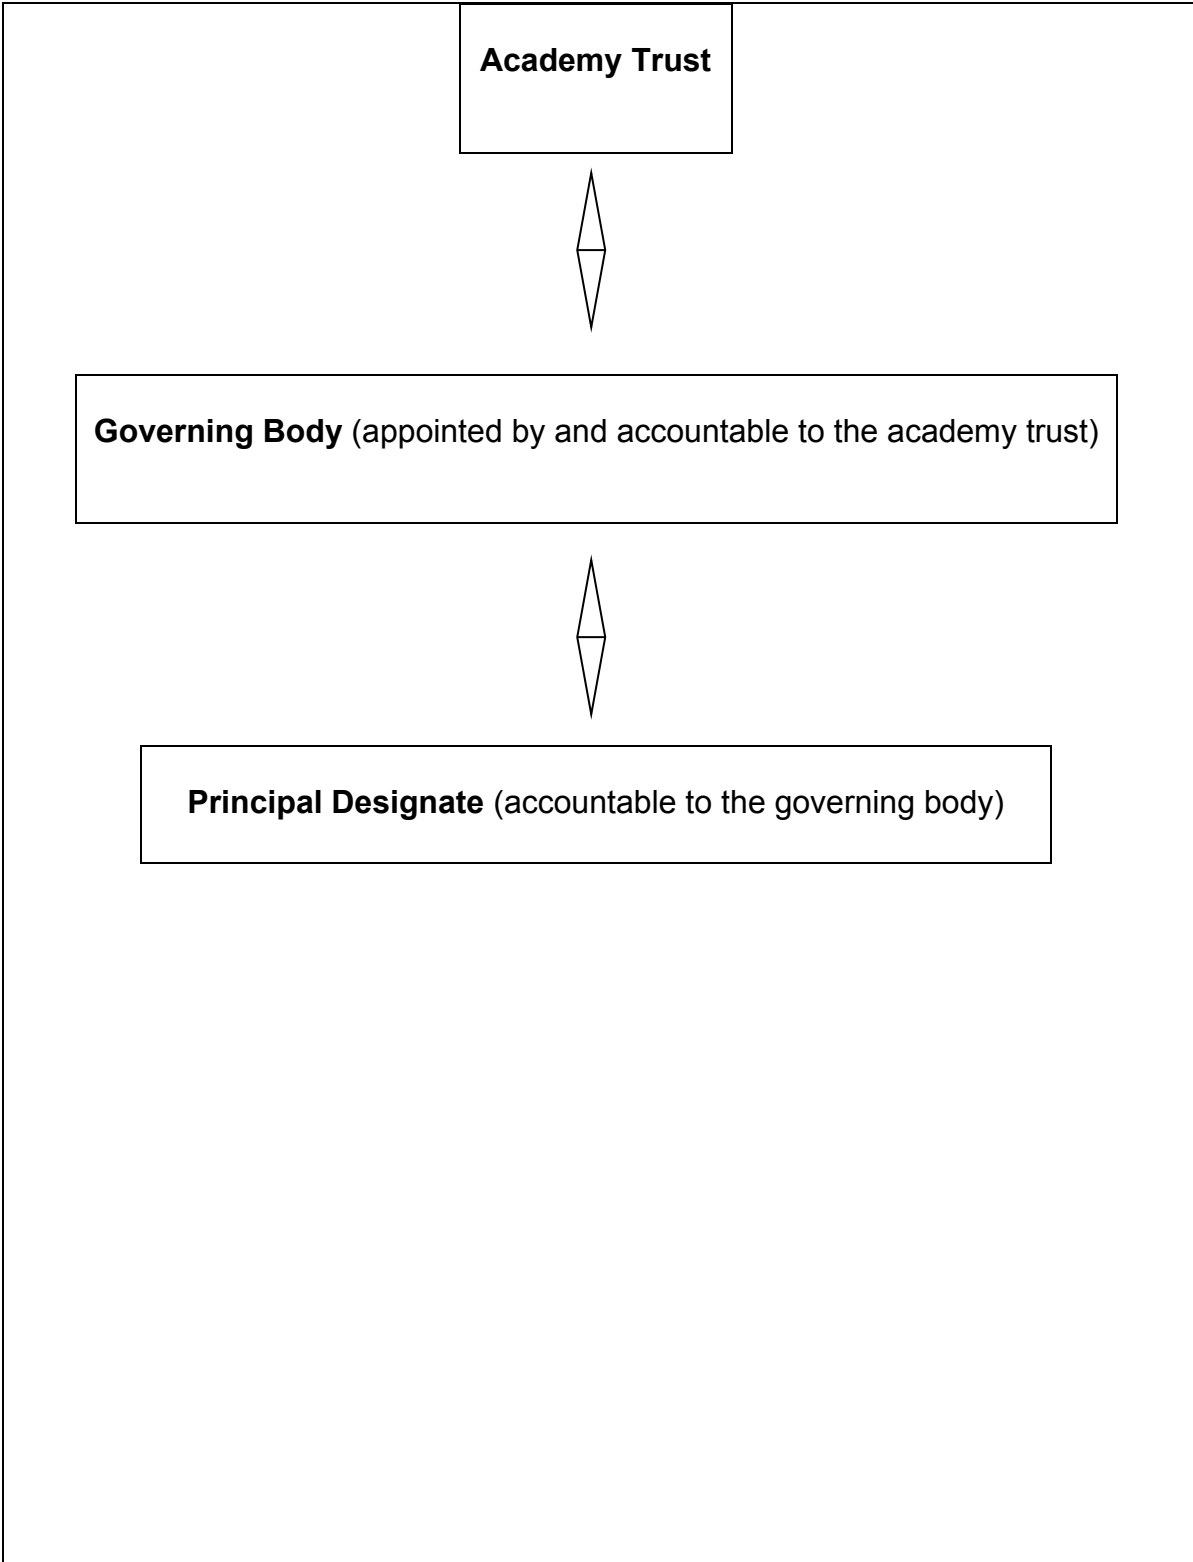 Academy Trust
Governing Body (appointed by and accountable to the academy trust)
Principal Designate (accountable to the governing body)